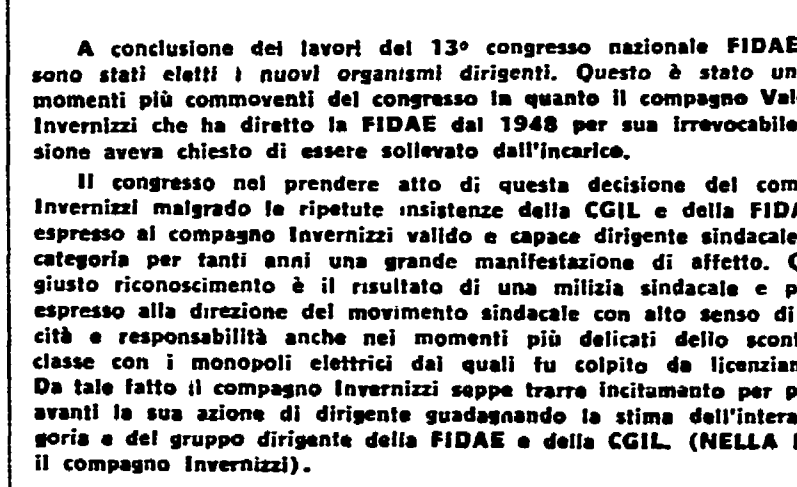 A conclusione dei lavori del 13° congresso nazionale FIDAE
sono stati eletti i nuovi organismi dirigenti. Questo è stato un
momenti più commoventi del congresso in quanto il compagno Val
Invernizzi che ha diretto la FIDAE dal 1948 per sua irrevocabile
sione aveva chiesto di essere sollevato dall'incarico.
Il congresso nel prendere atto di questa decisione del com
Invernizzi malgrado le ripetute insistenze della CGIL e della FIDA
espresso al compagno Invernizzi valido e capace dirigente sindacale
categoria per tanti anni una grande manifestazione di affetto.
giusto riconoscimento è il risultato di una milizia sindacale e p
espresso alla direzione del movimento sindacale con alto senso di
cità e responsabilità anche nei momenti più delicati dello scont
classe con i monopoli elettrici dai quali fu colpito da licenzian
Da tale fatto il compagno Invernizzi seppe trarre incitamanto per p
avanti la sua azione di dirigente guadagnando la stima dell'intera
goria e del gruppo dirigente della FIDAE e della CGIL. (NELLA
il compagno Invernizzi).